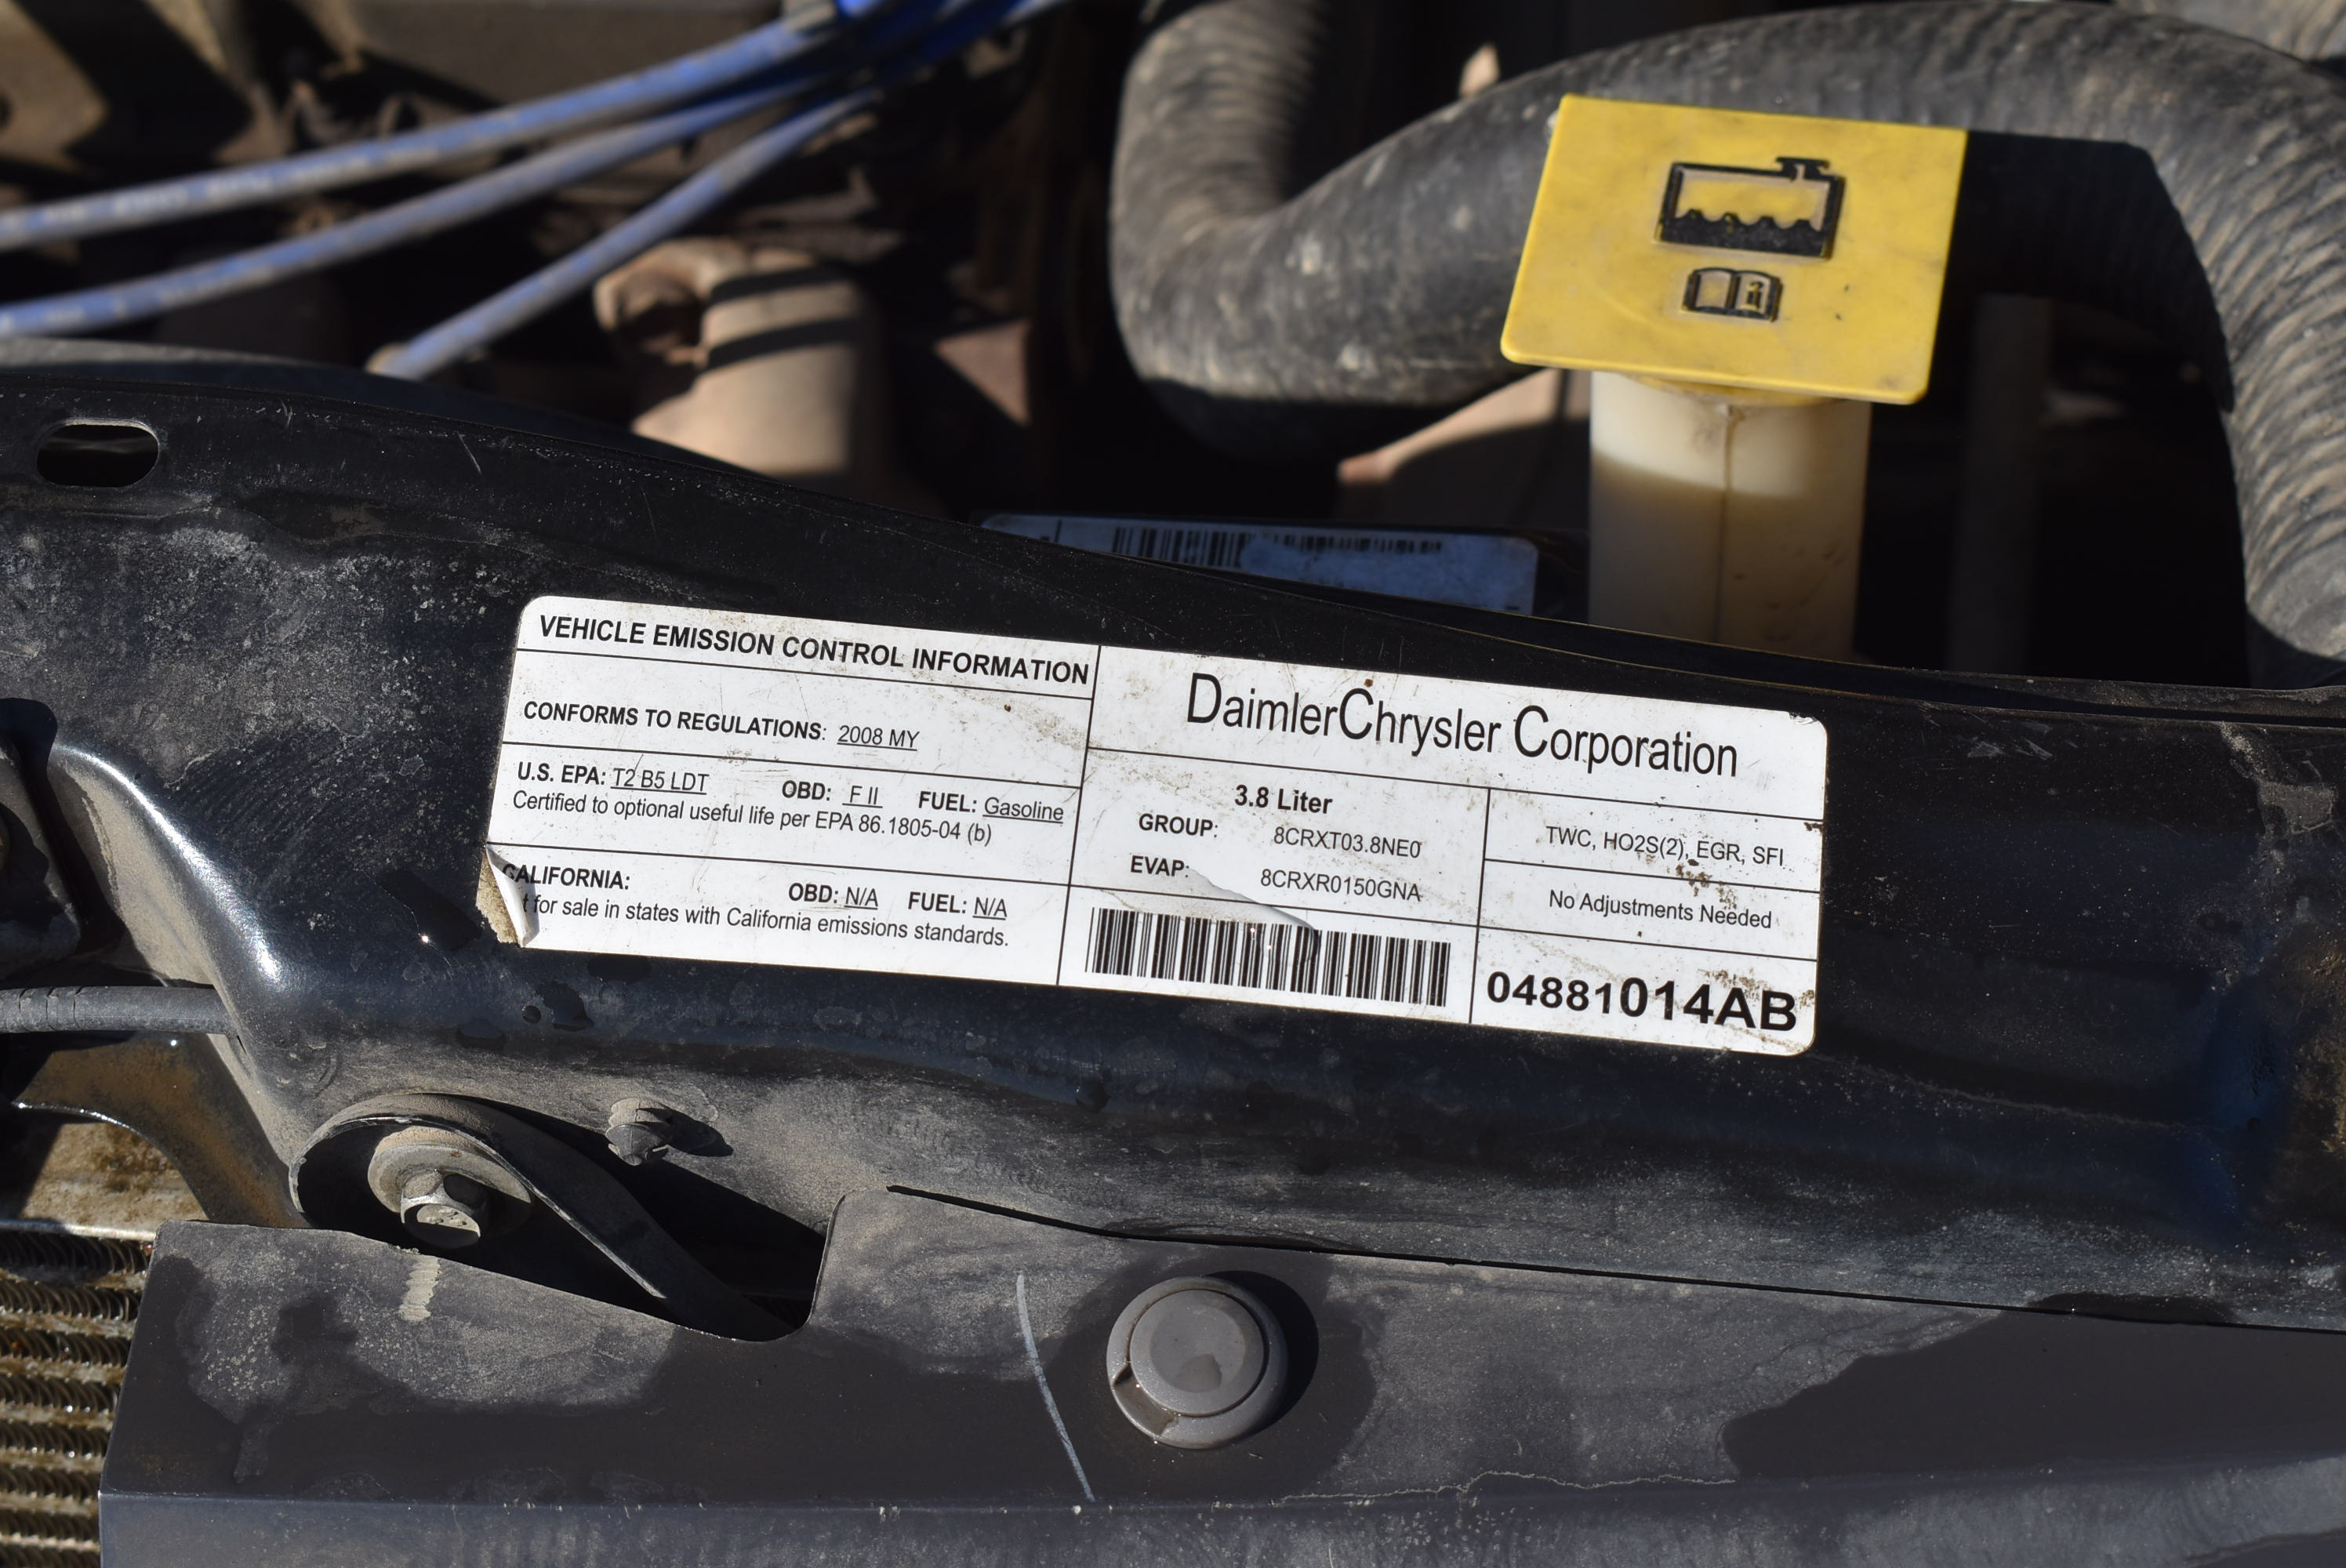 VEHICLE EMISSION CONTROL INFORMATION
CONFORMS TO REGULATIONS: 2008 MY
U.S. EPA: T2 B5 LDT OBD: F II FUEL: Gasoline
Certified to optional useful life per EPA 86.1805-04 (b)
CALIFORNIA: OBD: N/A FUEL: N/A
t for sale in states with California emissions standards.
DaimlerChrysler Corporation
3.8 Liter
GROUP: 8CRXT03.8NE0
EVAP: 8CRXR0150GNA
TWC, HO2S(2), EGR, SFI
No Adjustments Needed
04881014AB